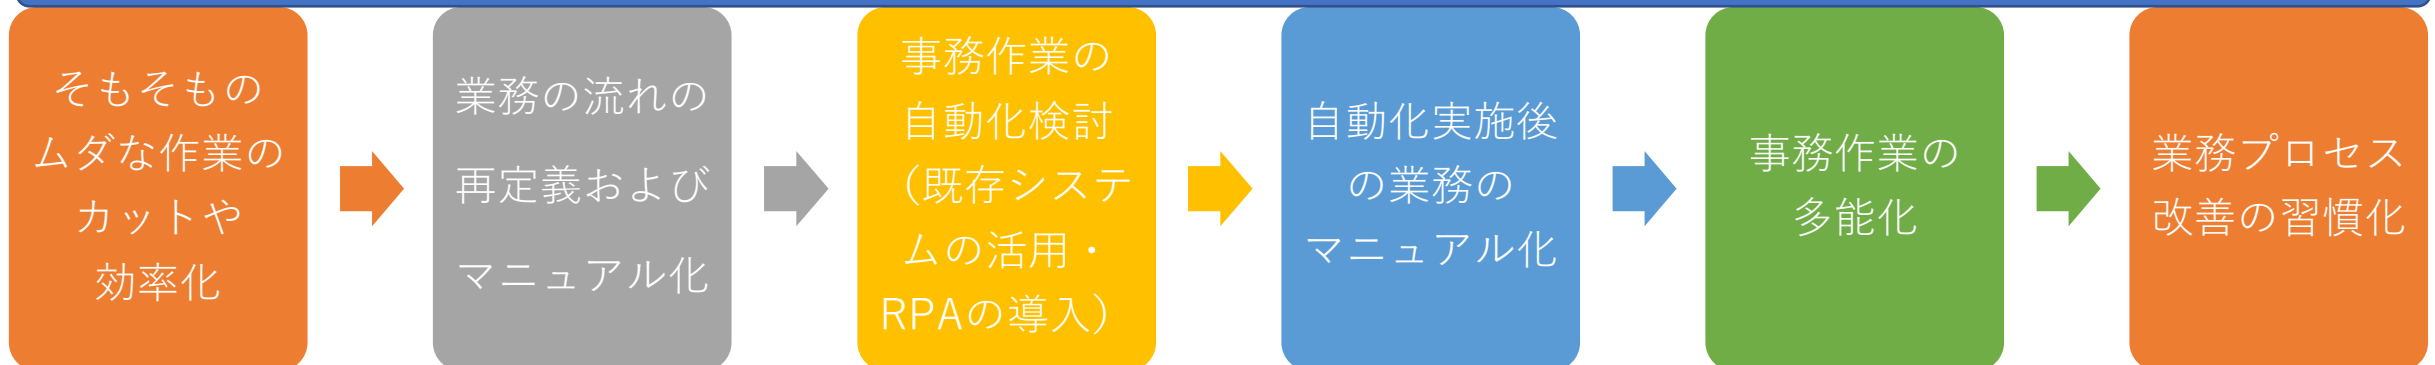 そもそもの
ムダな作業の
カットや
効率化
業務の流れの
再定義および
マニュアル化
事務作業の
自動化検討
（既存システ
ムの活用・
RPAの導入）
自動化実施後
の業務の
マニュアル化
事務作業の
多能化
業務プロセス
改善の習慣化